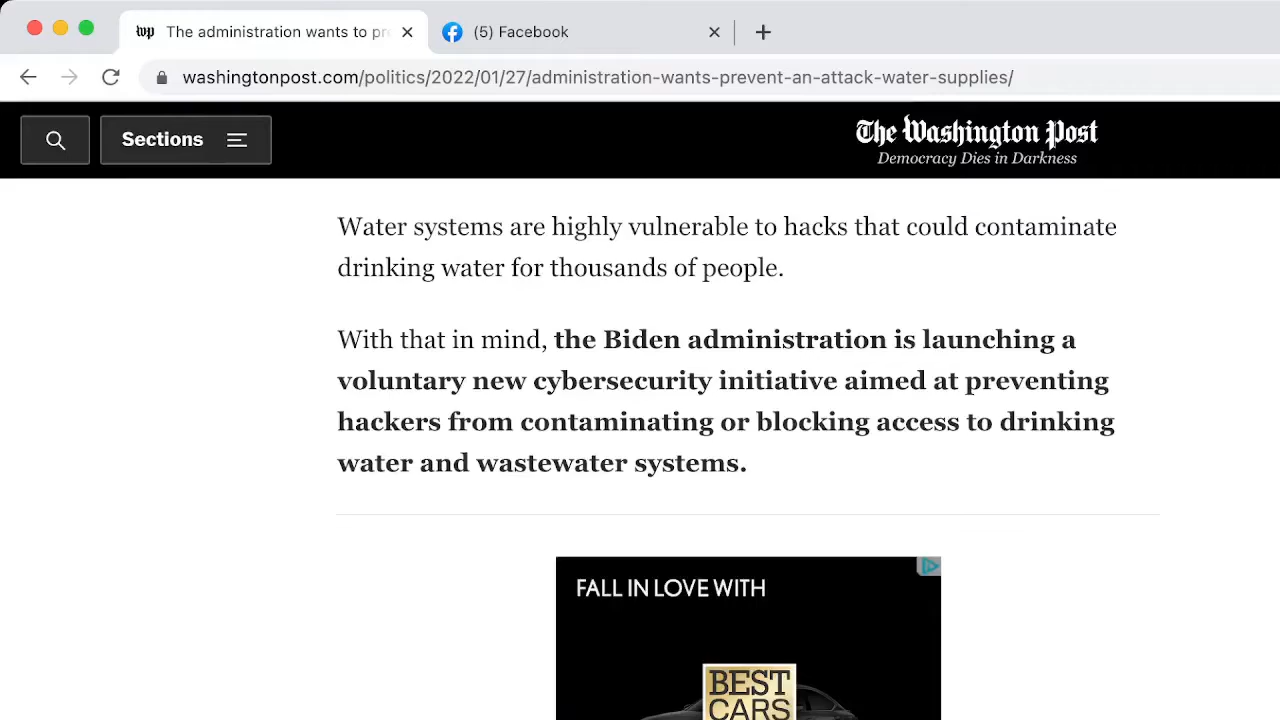 wp The administration wants to pr
(5) Facebook
washingtonpost.com/politics/2022/01/27/administration-wants-prevent-an-attack-water-supplies/
Sections
The Washington Post
Democracy Dies in Darkness
Water systems are highly vulnerable to hacks that could contaminate
drinking water for thousands of people.
With that in mind, the Biden administration is launching a
voluntary new cybersecurity initiative aimed at preventing
hackers from contaminating or blocking access to drinking
water and wastewater systems.
FALL IN LOVE WITH
BEST
CARS